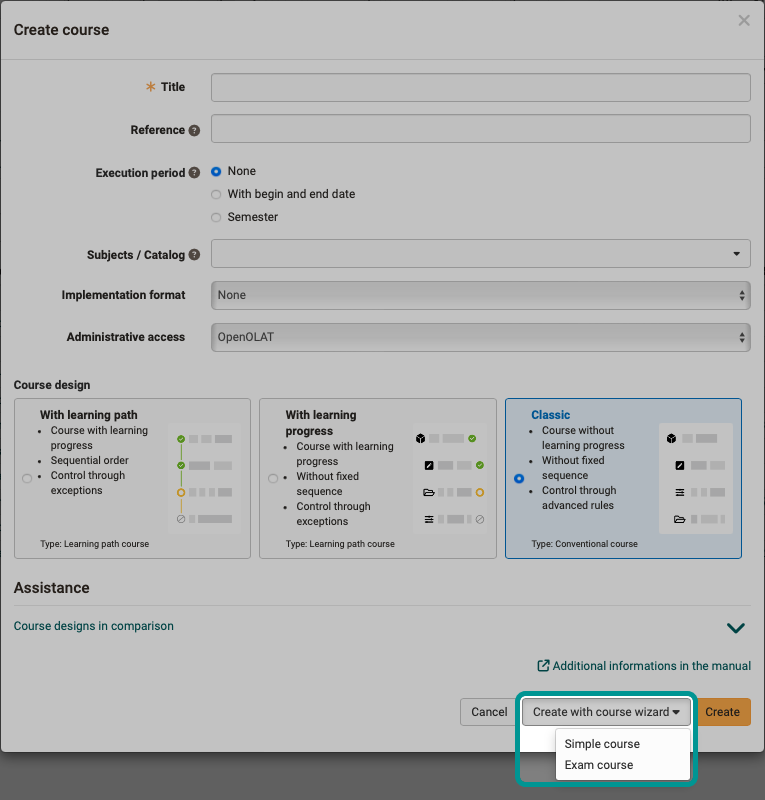 Create course
×
* Title
Reference ?
Execution period ?
None
With begin and end date
Semester
Subjects / Catalog ?
Implementation format
None
Administrative access
OpenOLAT
Course design
With learning path
• Course with learning
progress
• Sequential order
• Control through
exceptions
Type: Learning path course
With learning
progress
• Course with learning
progress
• Without fixed
sequence
• Control through
exceptions
Type: Learning path course
Classic
• Course without
learning progress
• Without fixed
sequence
• Control through
advanced rules
Type: Conventional course
Assistance
Course designs in comparison
Additional informations in the manual
Cancel
Create with course wizard
Create
Simple course
Exam course